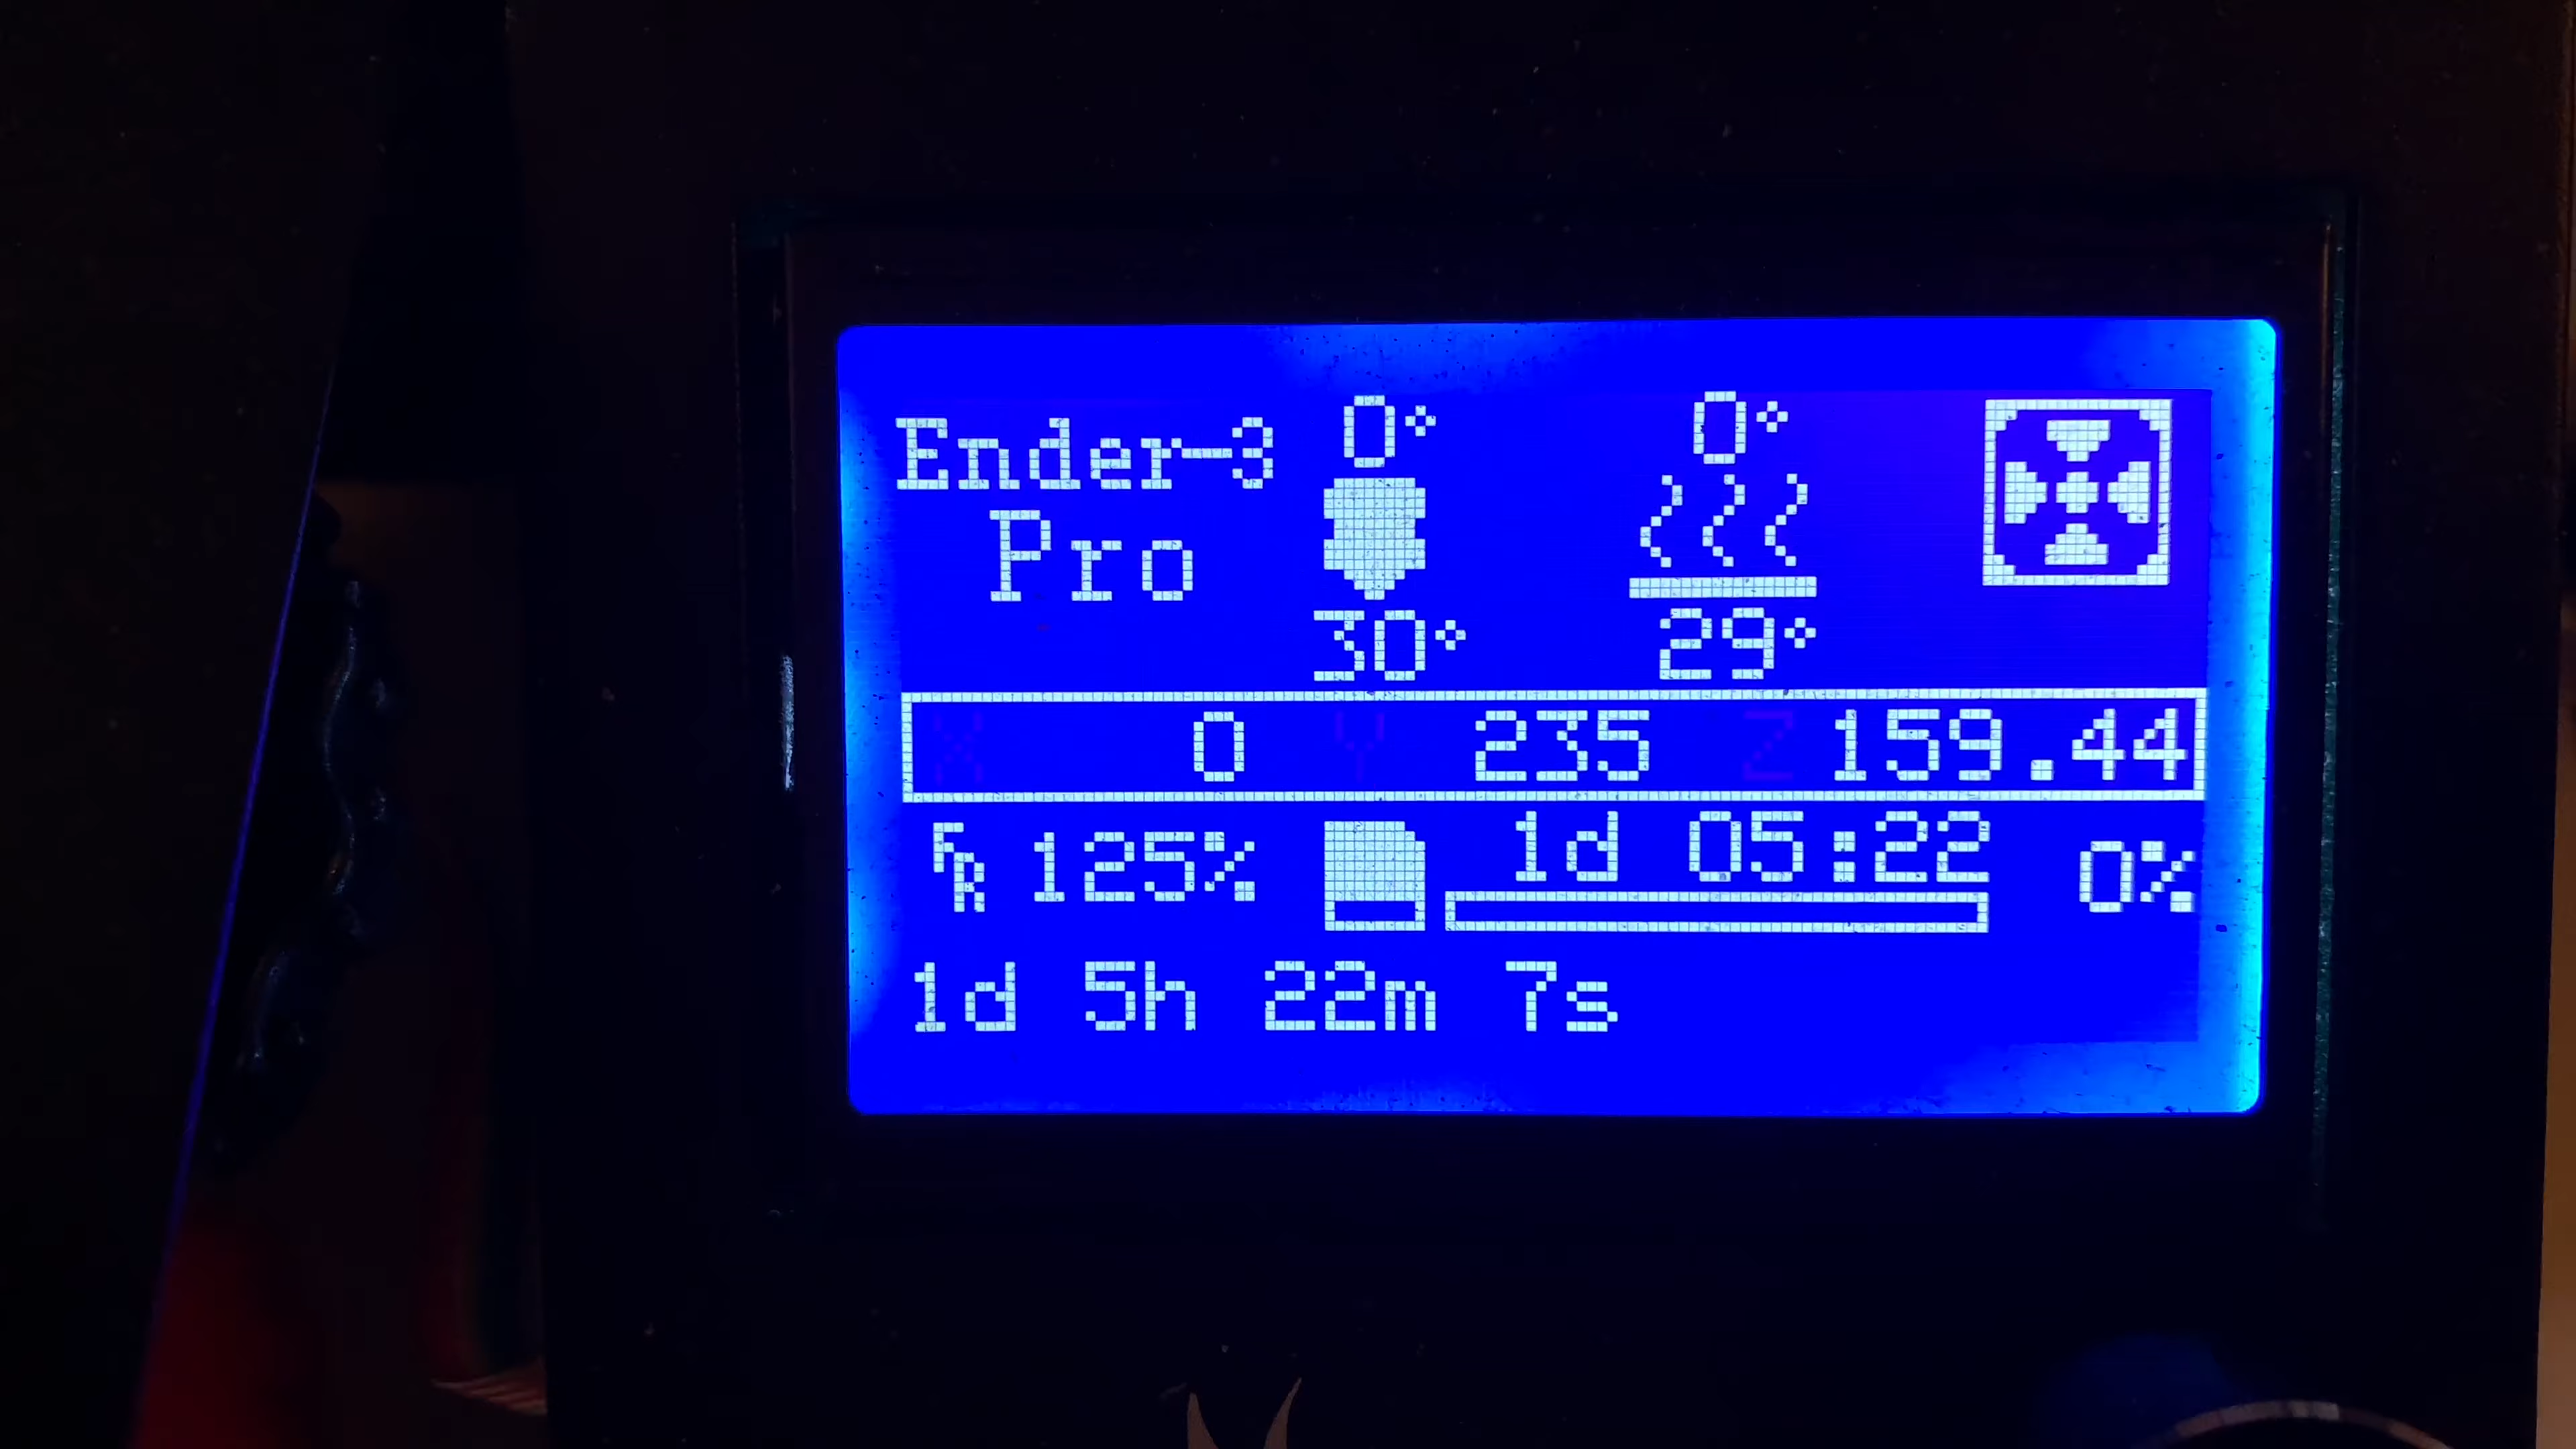 Ender-3 0° 0°
Pro
30° 29°
X 0 Y 235 Z 159.44
FR 125% 1d 05:22 0%
1d 5h 22m 7s